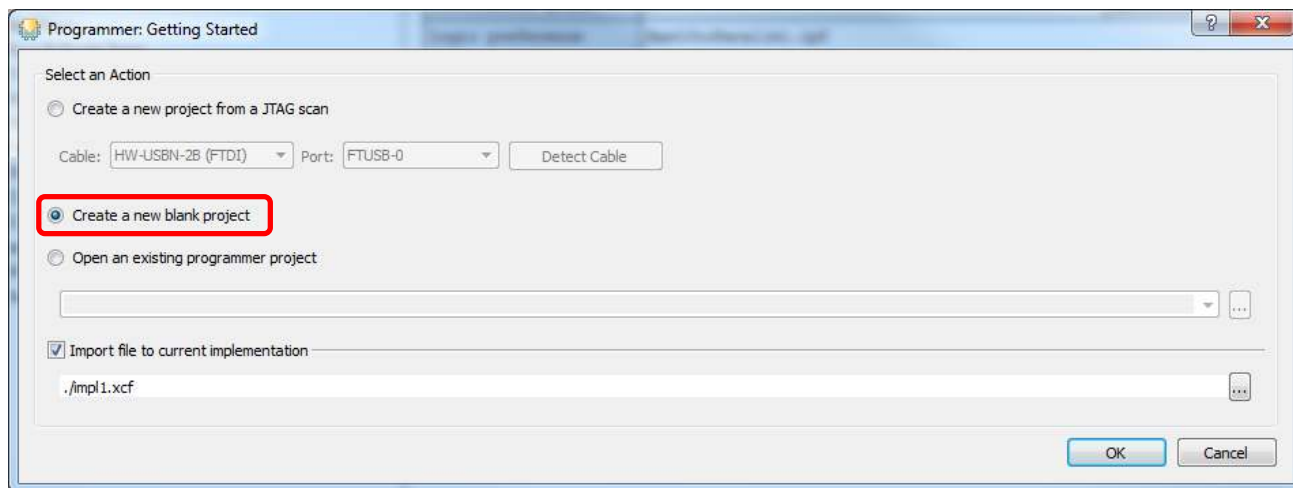 Programmer: Getting Started
Select an Action
Create a new project from a JTAG scan
Cable: HW-USBN-2B (FTDI) Port: FTUSB-0 Detect Cable
Create a new blank project
Open an existing programmer project
...
Import file to current implementation
./impl1.xcf ...
OK Cancel